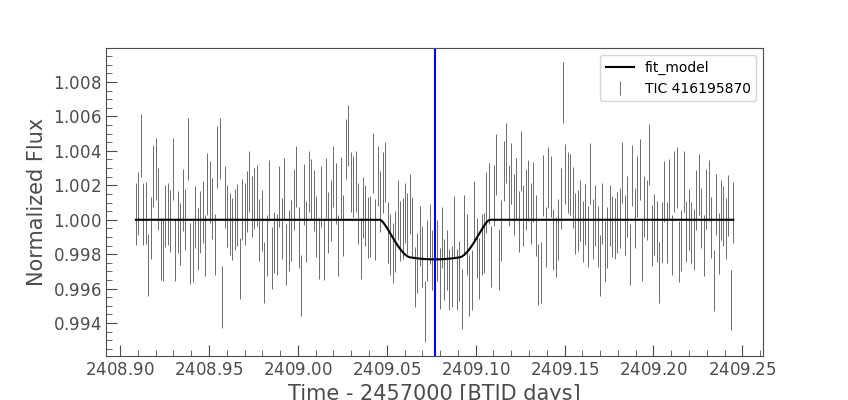 fit_model
TIC 416195870
1.008
1.006
1.004
1.002
1.000
0.998
0.996
0.994
Normalized Flux
2408.90 2408.95 2409.00 2409.05 2409.10 2409.15 2409.20 2409.25
Time - 2457000 [BTJD days]